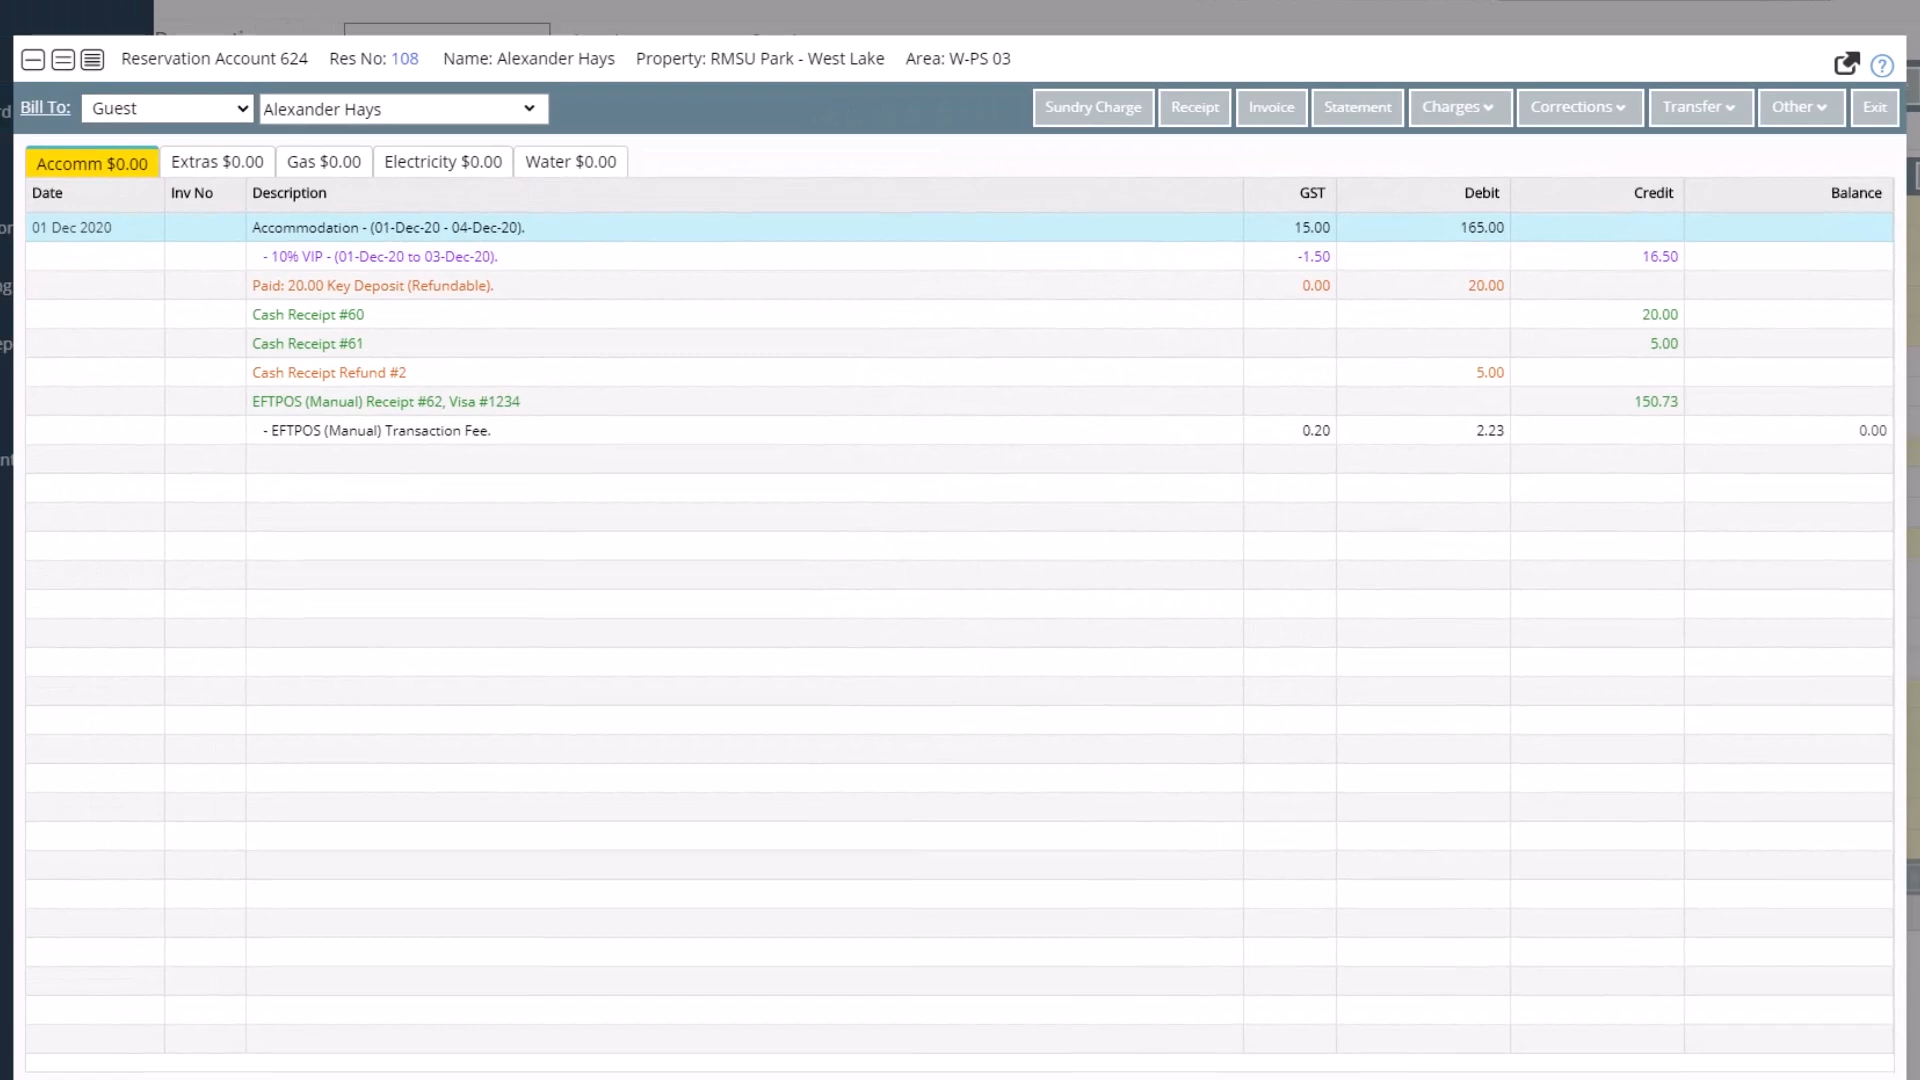 Reservation Account 624 Res No: 108 Name: Alexander Hays Property: RMSU Park - West Lake Area: W-PS 03
Bill To: Guest Alexander Hays Sundry Charge Receipt Invoice Statement Charges Corrections Transfer Other Exit
Accomm $0.00 Extras $0.00 Gas $0.00 Electricity $0.00 Water $0.00
Date Inv No Description GST Debit Credit Balance
01 Dec 2020 Accommodation - (01-Dec-20 - 04-Dec-20). 15.00 165.00
- 10% VIP - (01-Dec-20 to 03-Dec-20). -1.50 16.50
Paid: 20.00 Key Deposit (Refundable). 0.00 20.00
Cash Receipt #60 20.00
Cash Receipt #61 5.00
Cash Receipt Refund #2 5.00
EFTPOS (Manual) Receipt #62, Visa #1234 150.73
- EFTPOS (Manual) Transaction Fee. 0.20 2.23 0.00